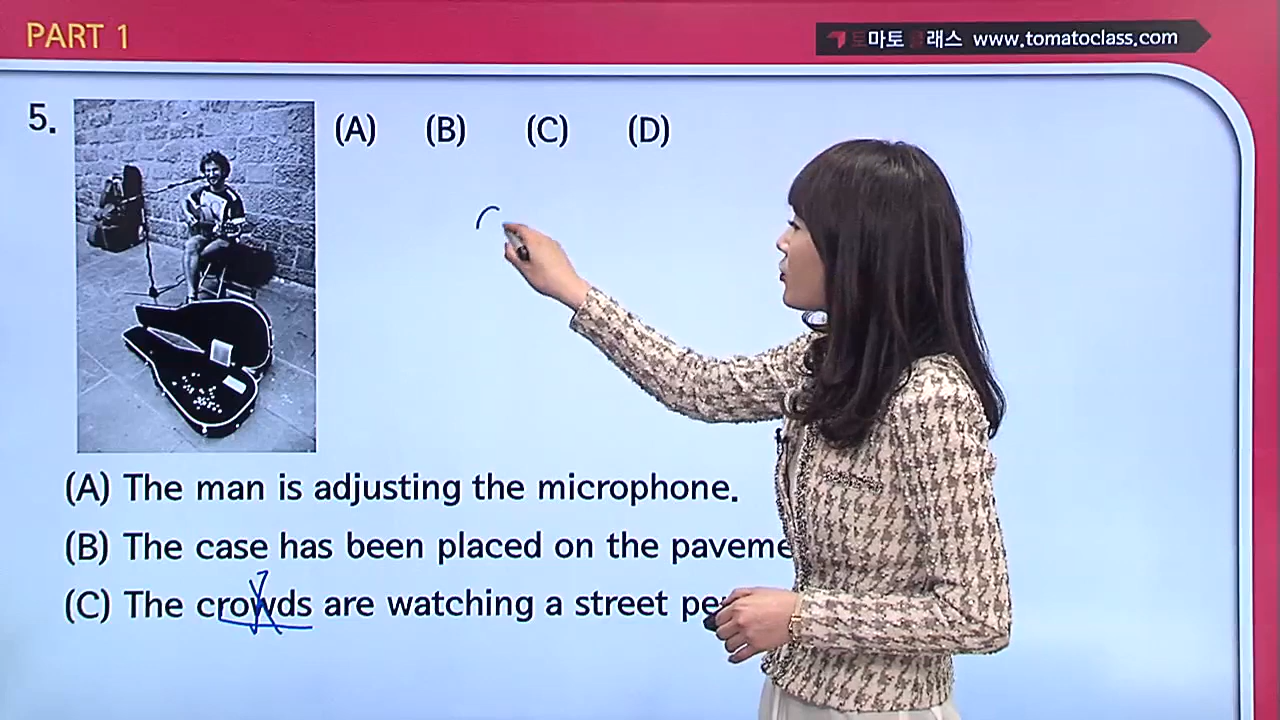 PART 1
토마토클래스 www.tomatoclass.com
5.
(A) (B) (C) (D)
(A) The man is adjusting the microphone.
(B) The case has been placed on the paveme
(C) The crowds are watching a street pe